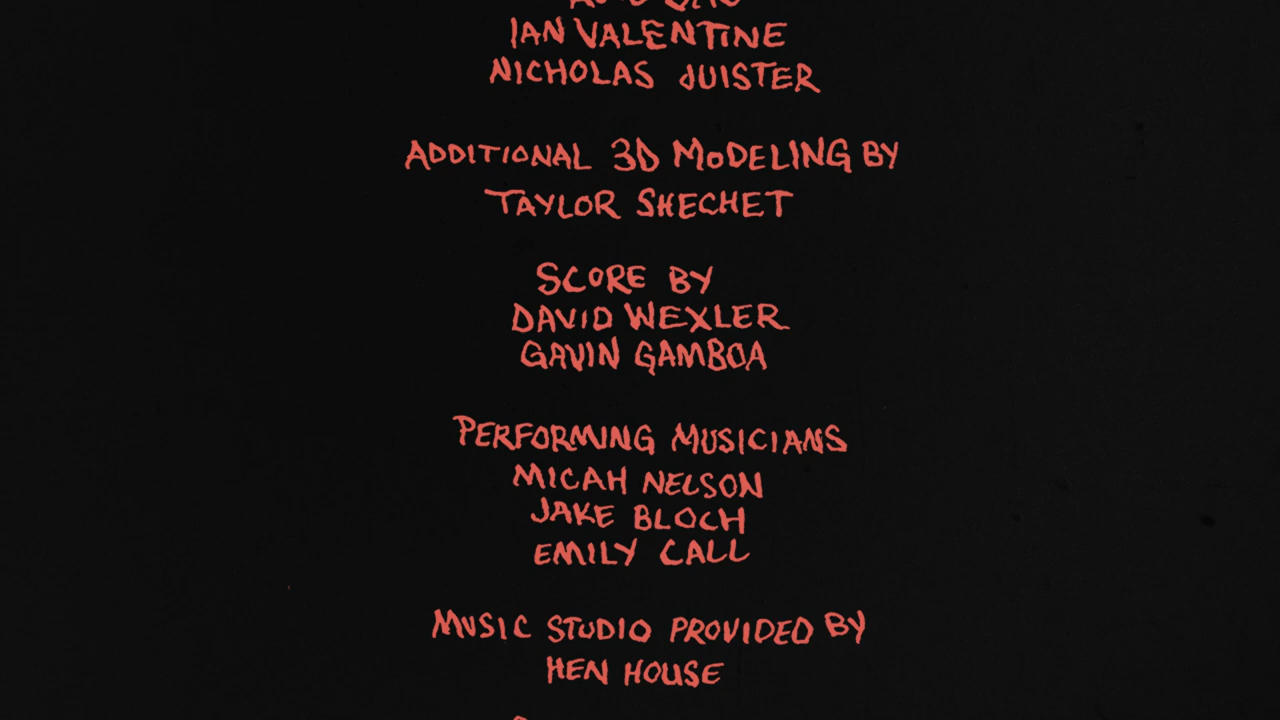 IAN VALENTINE
NICHOLAS JUISTER
ADDITIONAL 3D MODELING BY
TAYLOR SHECHET
SCORE BY
DAVID WEXLER
GAVIN GAMBOA
PERFORMING MUSICIANS
MICAH NELSON
JAKE BLOCH
EMILY CALL
MUSIC STUDIO PROVIDED BY
HEN HOUSE